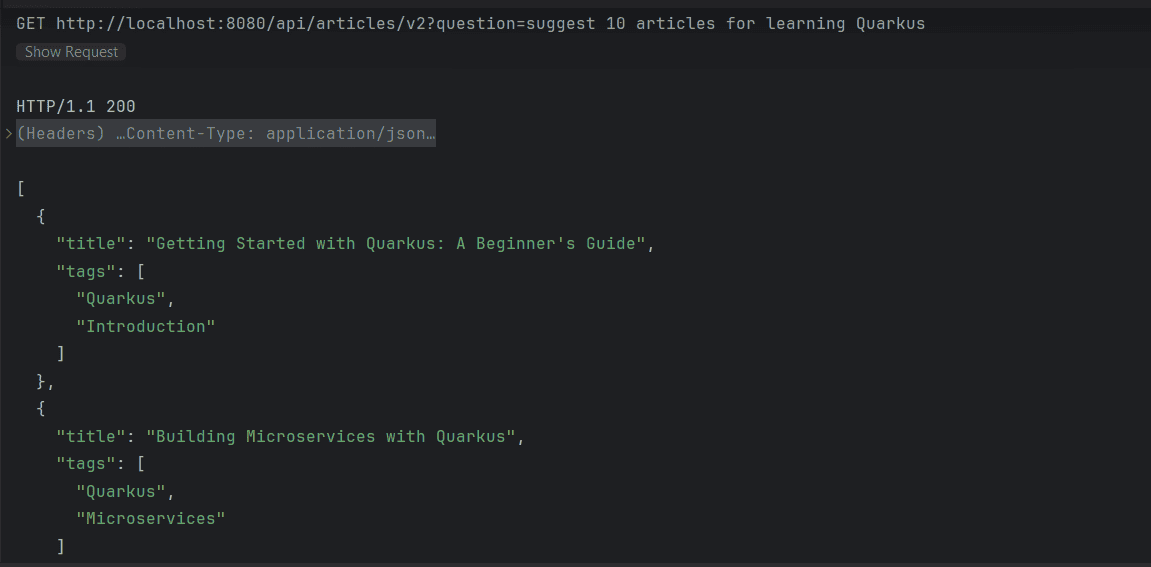 GET http://localhost:8080/api/articles/v2?question=suggest 10 articles for learning Quarkus
Show Request
HTTP/1.1 200
(Headers) …Content-Type: application/json…
[
  {
    "title": "Getting Started with Quarkus: A Beginner's Guide",
    "tags": [
      "Quarkus",
      "Introduction"
    ]
  },
  {
    "title": "Building Microservices with Quarkus",
    "tags": [
      "Quarkus",
      "Microservices"
    ]